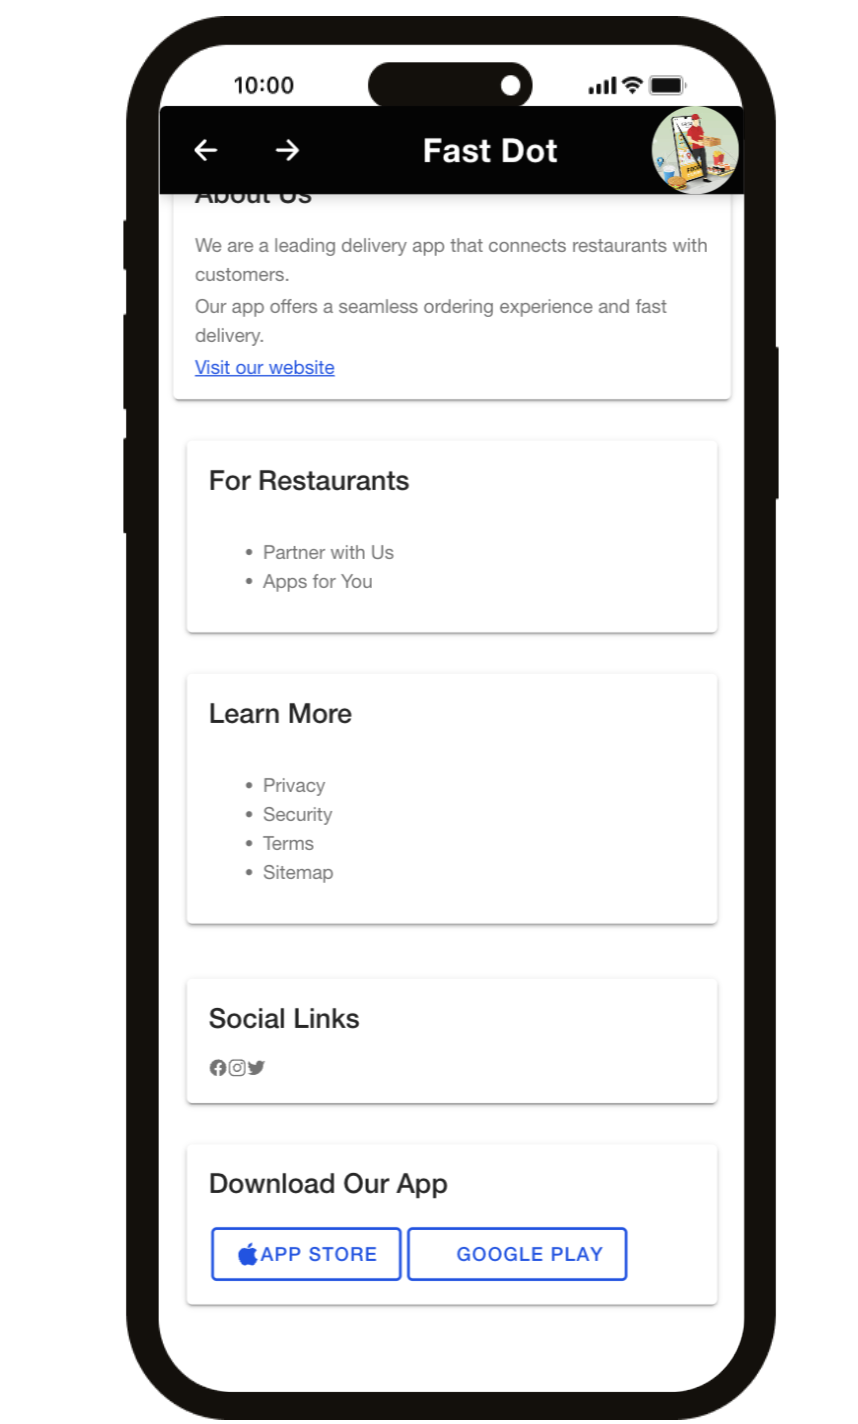 10:00
Fast Dot
About Us
We are a leading delivery app that connects restaurants with
customers.
Our app offers a seamless ordering experience and fast
delivery.
Visit our website
For Restaurants
• Partner with Us
• Apps for You
Learn More
• Privacy
• Security
• Terms
• Sitemap
Social Links
Download Our App
APP STORE
GOOGLE PLAY